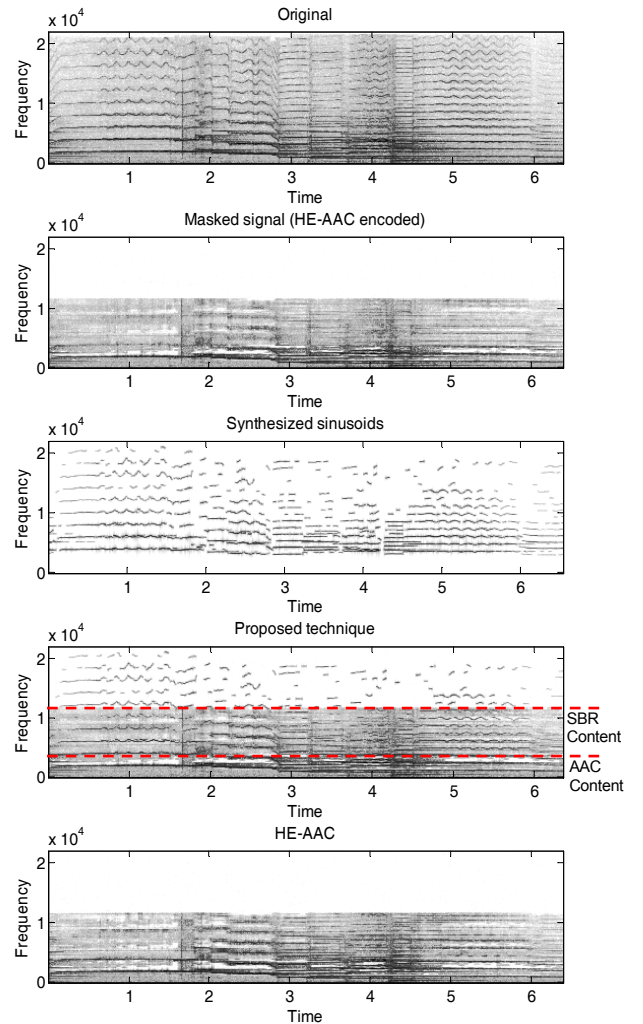 Original
x 10^4
2
1
0
Frequency
1 2 3 4 5 6
Time
Masked signal (HE-AAC encoded)
x 10^4
2
1
0
Frequency
1 2 3 4 5 6
Time
Synthesized sinusoids
x 10^4
2
1
0
Frequency
1 2 3 4 5 6
Time
Proposed technique
x 10^4
2
1
0
Frequency
SBR
Content
AAC
Content
1 2 3 4 5 6
Time
HE-AAC
x 10^4
2
1
0
Frequency
1 2 3 4 5 6
Time